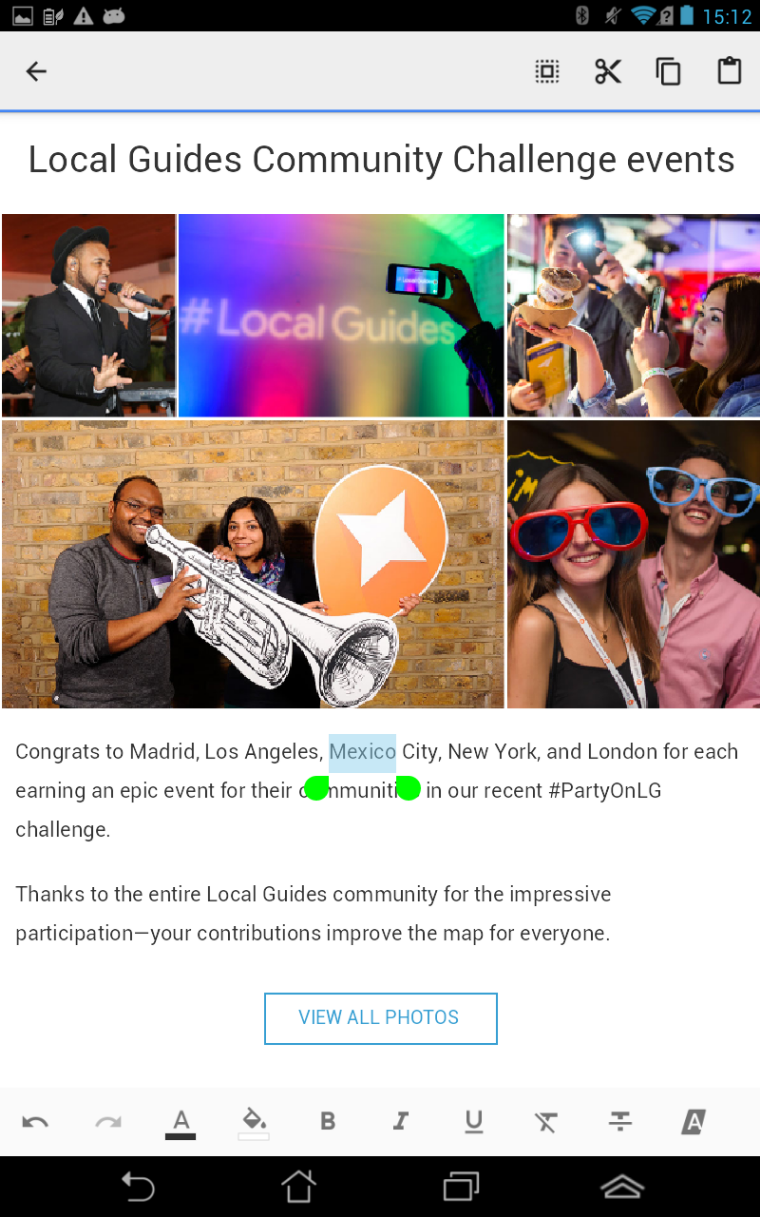 15:12
Local Guides Community Challenge events
#Local Guides
Congrats to Madrid, Los Angeles, Mexico City, New York, and London for each
earning an epic event for their communities in our recent #PartyOnLG
challenge.
Thanks to the entire Local Guides community for the impressive
participation—your contributions improve the map for everyone.
VIEW ALL PHOTOS
A B I U T A